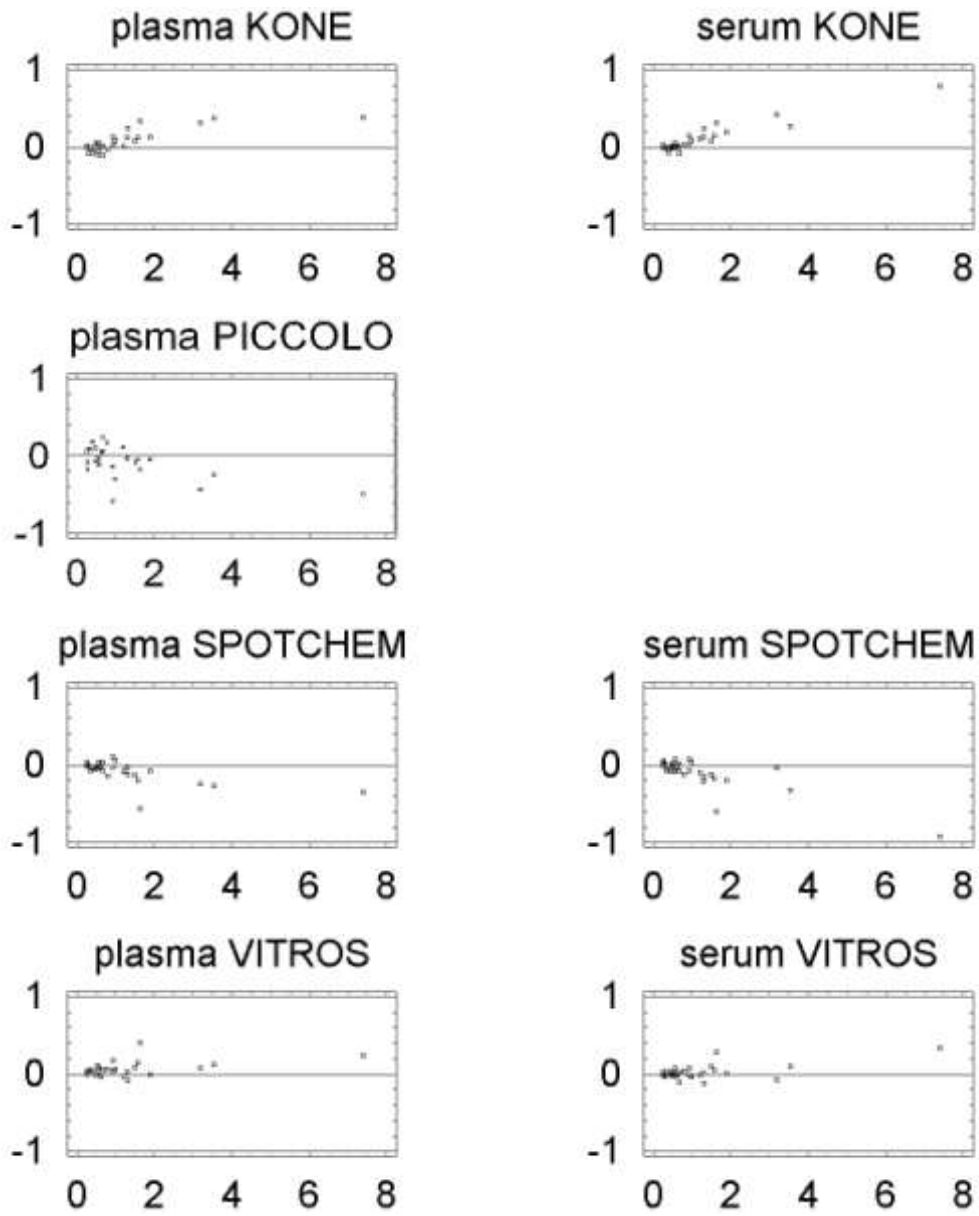 plasma KONE
serum KONE
1
0
-1
0 2 4 6 8
1
0
-1
0 2 4 6 8
plasma PICCOLO
1
0
-1
0 2 4 6 8
plasma SPOTCHEM
serum SPOTCHEM
1
0
-1
0 2 4 6 8
1
0
-1
0 2 4 6 8
plasma VITROS
serum VITROS
1
0
-1
0 2 4 6 8
1
0
-1
0 2 4 6 8